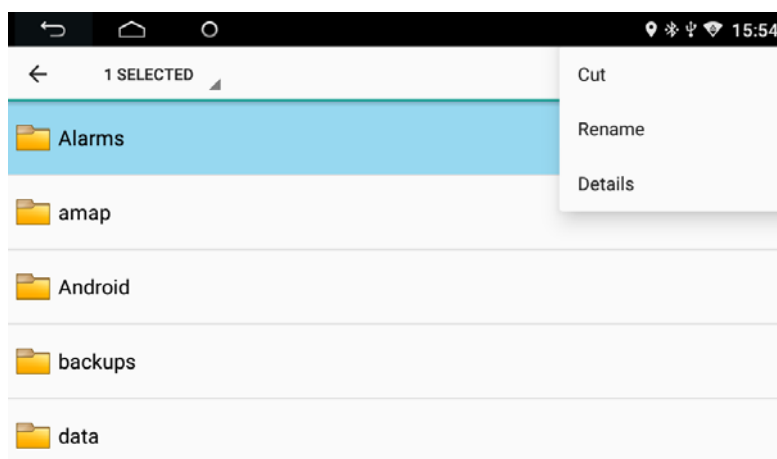 15:54
1 SELECTED
Cut
Rename
Details
Alarms
amap
Android
backups
data